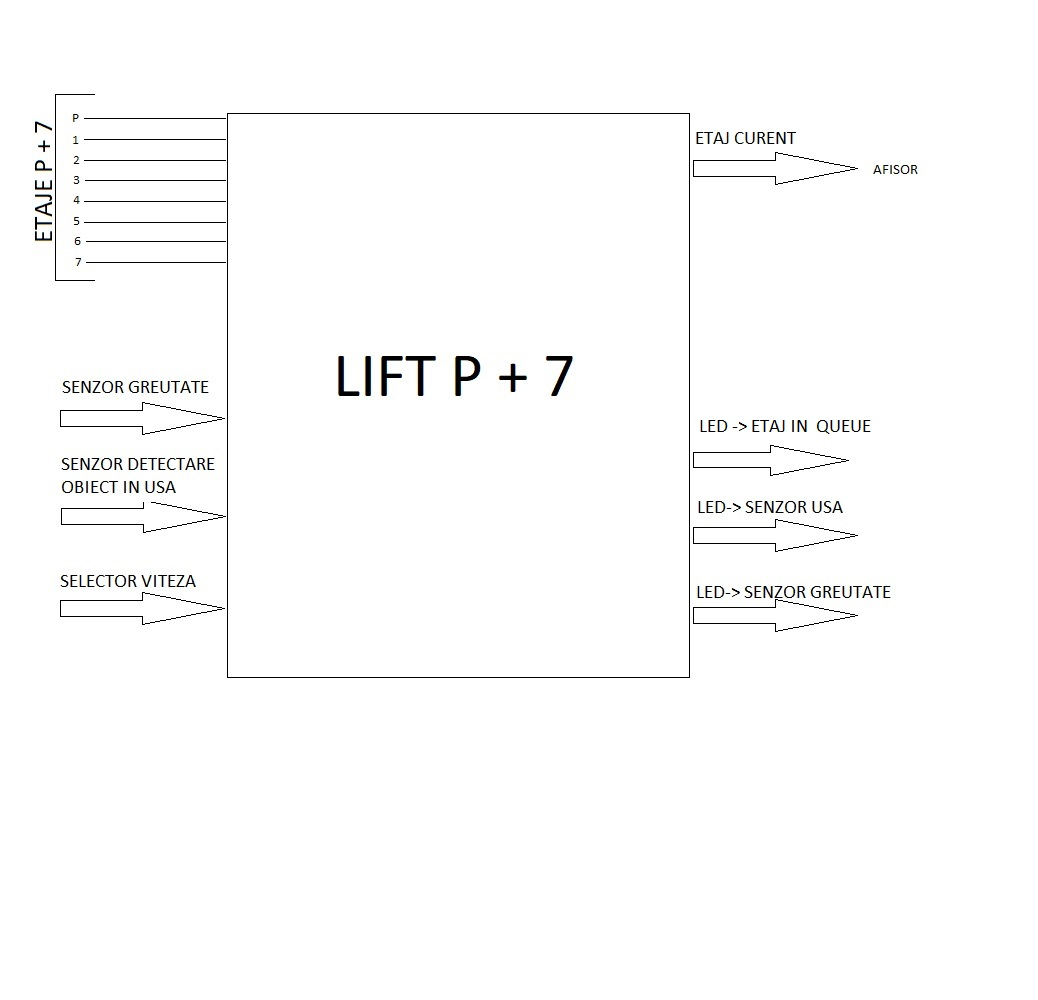 ETAJE P + 7
P
1
2
3
4
5
6
7
SENZOR GREUTATE
SENZOR DETECTARE
OBIECT IN USA
SELECTOR VITEZA
LIFT P + 7
ETAJ CURENT
AFISOR
LED -> ETAJ IN QUEUE
LED-> SENZOR USA
LED-> SENZOR GREUTATE